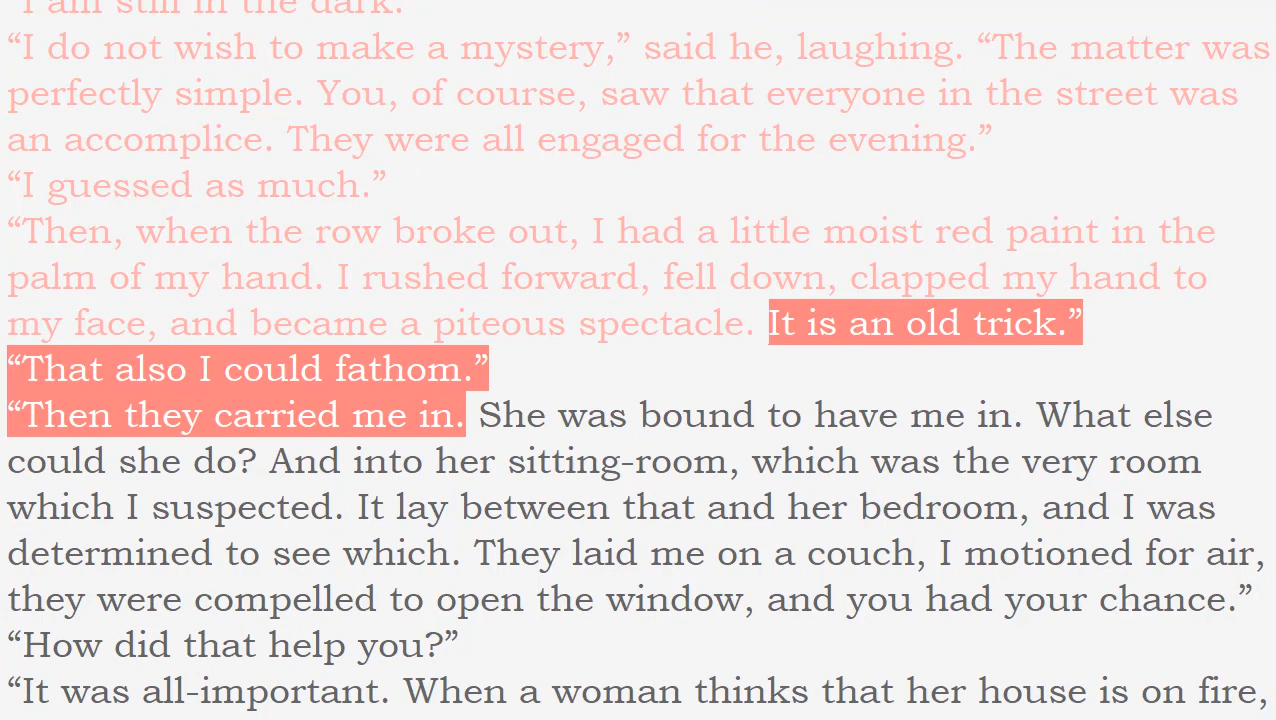 “I am still in the dark.”
“I do not wish to make a mystery,” said he, laughing. “The matter was
perfectly simple. You, of course, saw that everyone in the street was
an accomplice. They were all engaged for the evening.”
“I guessed as much.”
“Then, when the row broke out, I had a little moist red paint in the
palm of my hand. I rushed forward, fell down, clapped my hand to
my face, and became a piteous spectacle. It is an old trick.”
“That also I could fathom.”
“Then they carried me in. She was bound to have me in. What else
could she do? And into her sitting-room, which was the very room
which I suspected. It lay between that and her bedroom, and I was
determined to see which. They laid me on a couch, I motioned for air,
they were compelled to open the window, and you had your chance.”
“How did that help you?”
“It was all-important. When a woman thinks that her house is on fire,